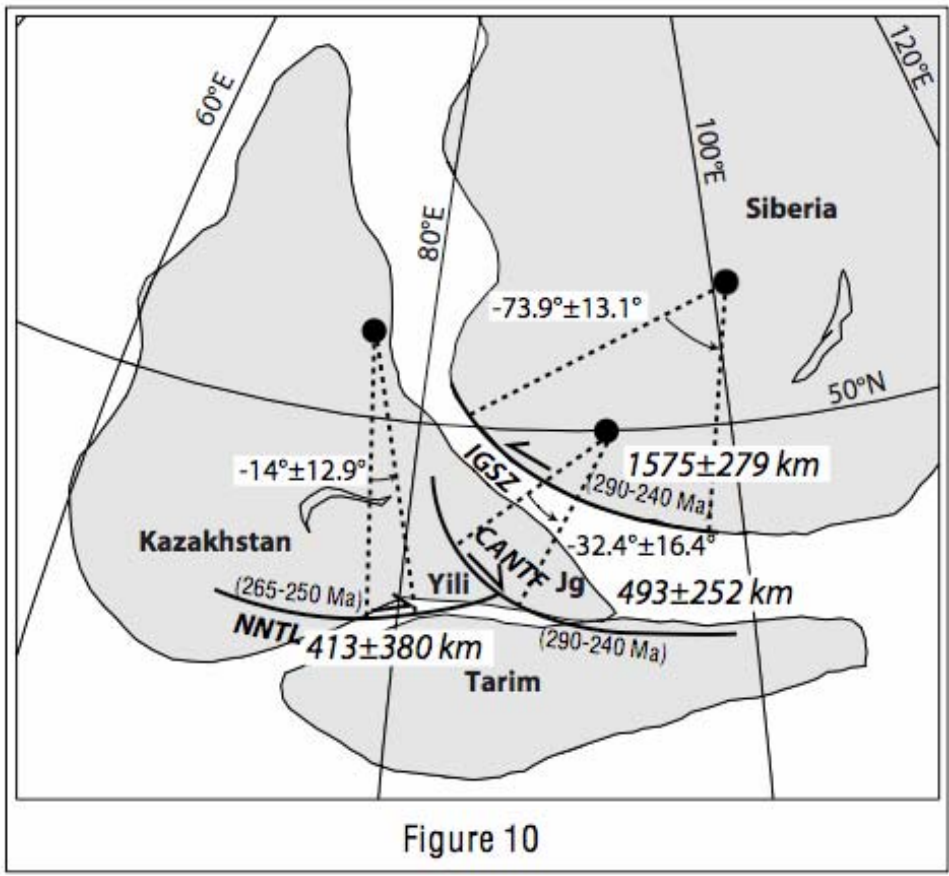 60°E
120°E
100°E
Siberia
80°E
-73.9°±13.1°
50°N
-14°±12.9°
IGSZ
1575±279 km
(290-240 Ma)
Kazakhstan
CANTF
-32.4°±16.4°
Yili
Jg
(265-250 Ma)
493±252 km
NNTL
413±380 km
(290-240 Ma)
Tarim
Figure 10